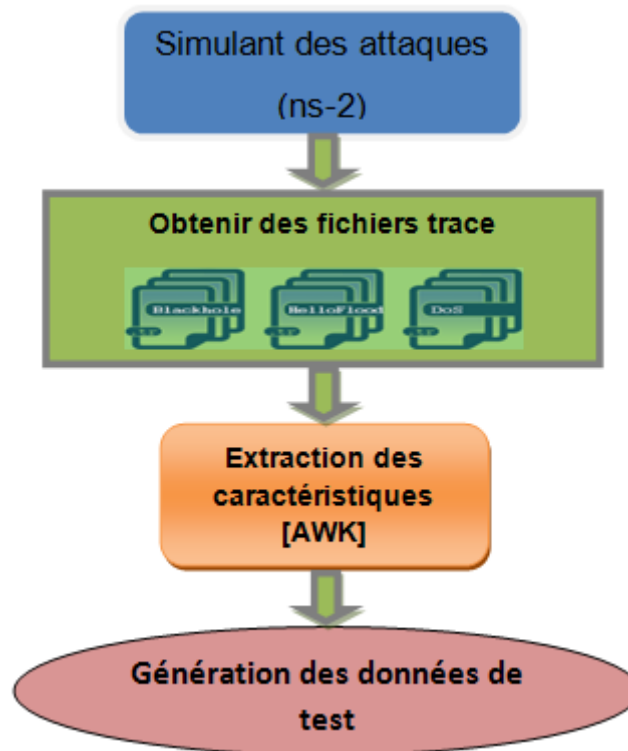 Simulant des attaques
(ns-2)
Obtenir des fichiers trace
Blackhole
HelloFlood
DoS
Extraction des
caractéristiques
[AWK]
Génération des données de
test